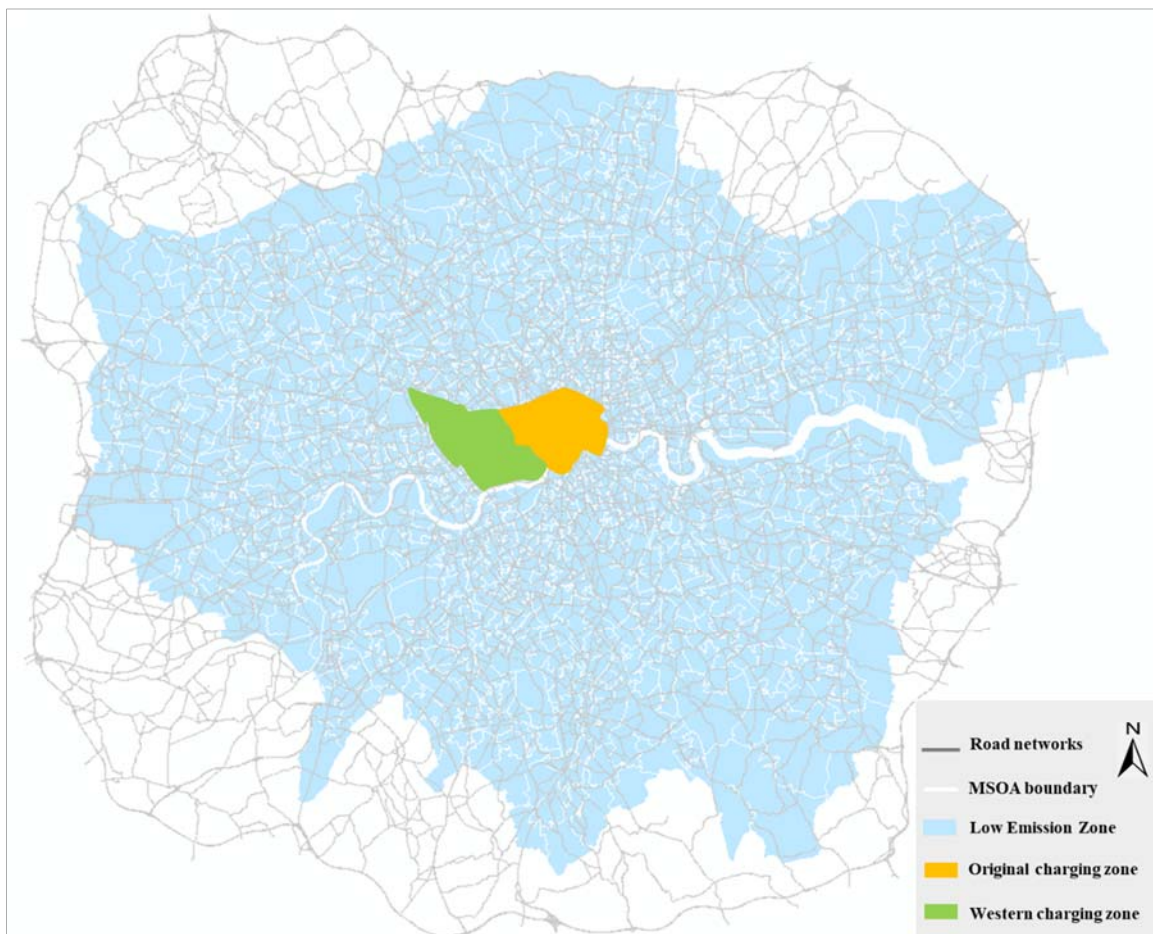 N
Road networks
MSOA boundary
Low Emission Zone
Original charging zone
Western charging zone